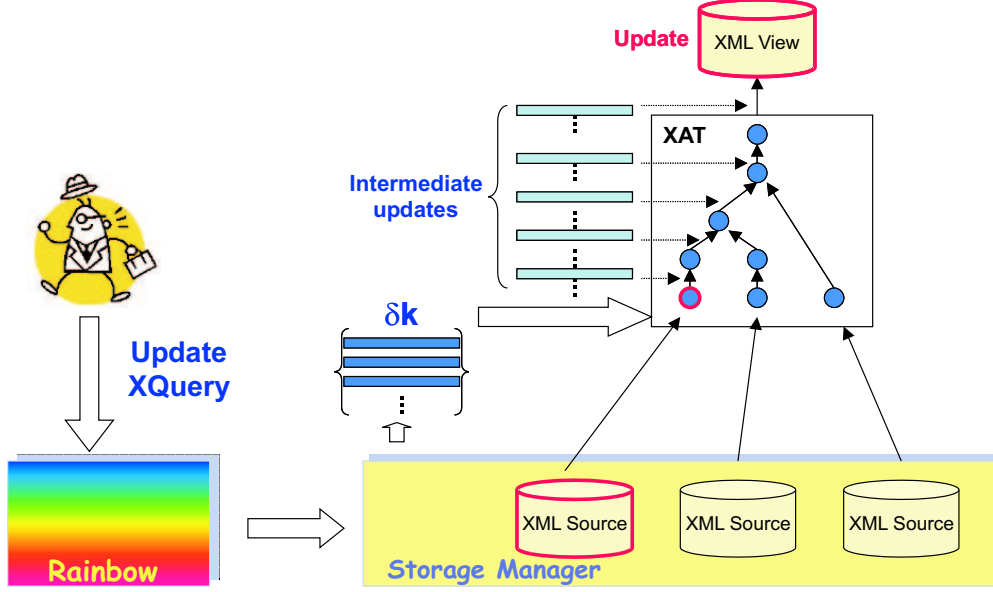 Update
XML View
XAT
Intermediate
updates
δk
Update
XQuery
XML Source
XML Source
XML Source
Rainbow
Storage Manager